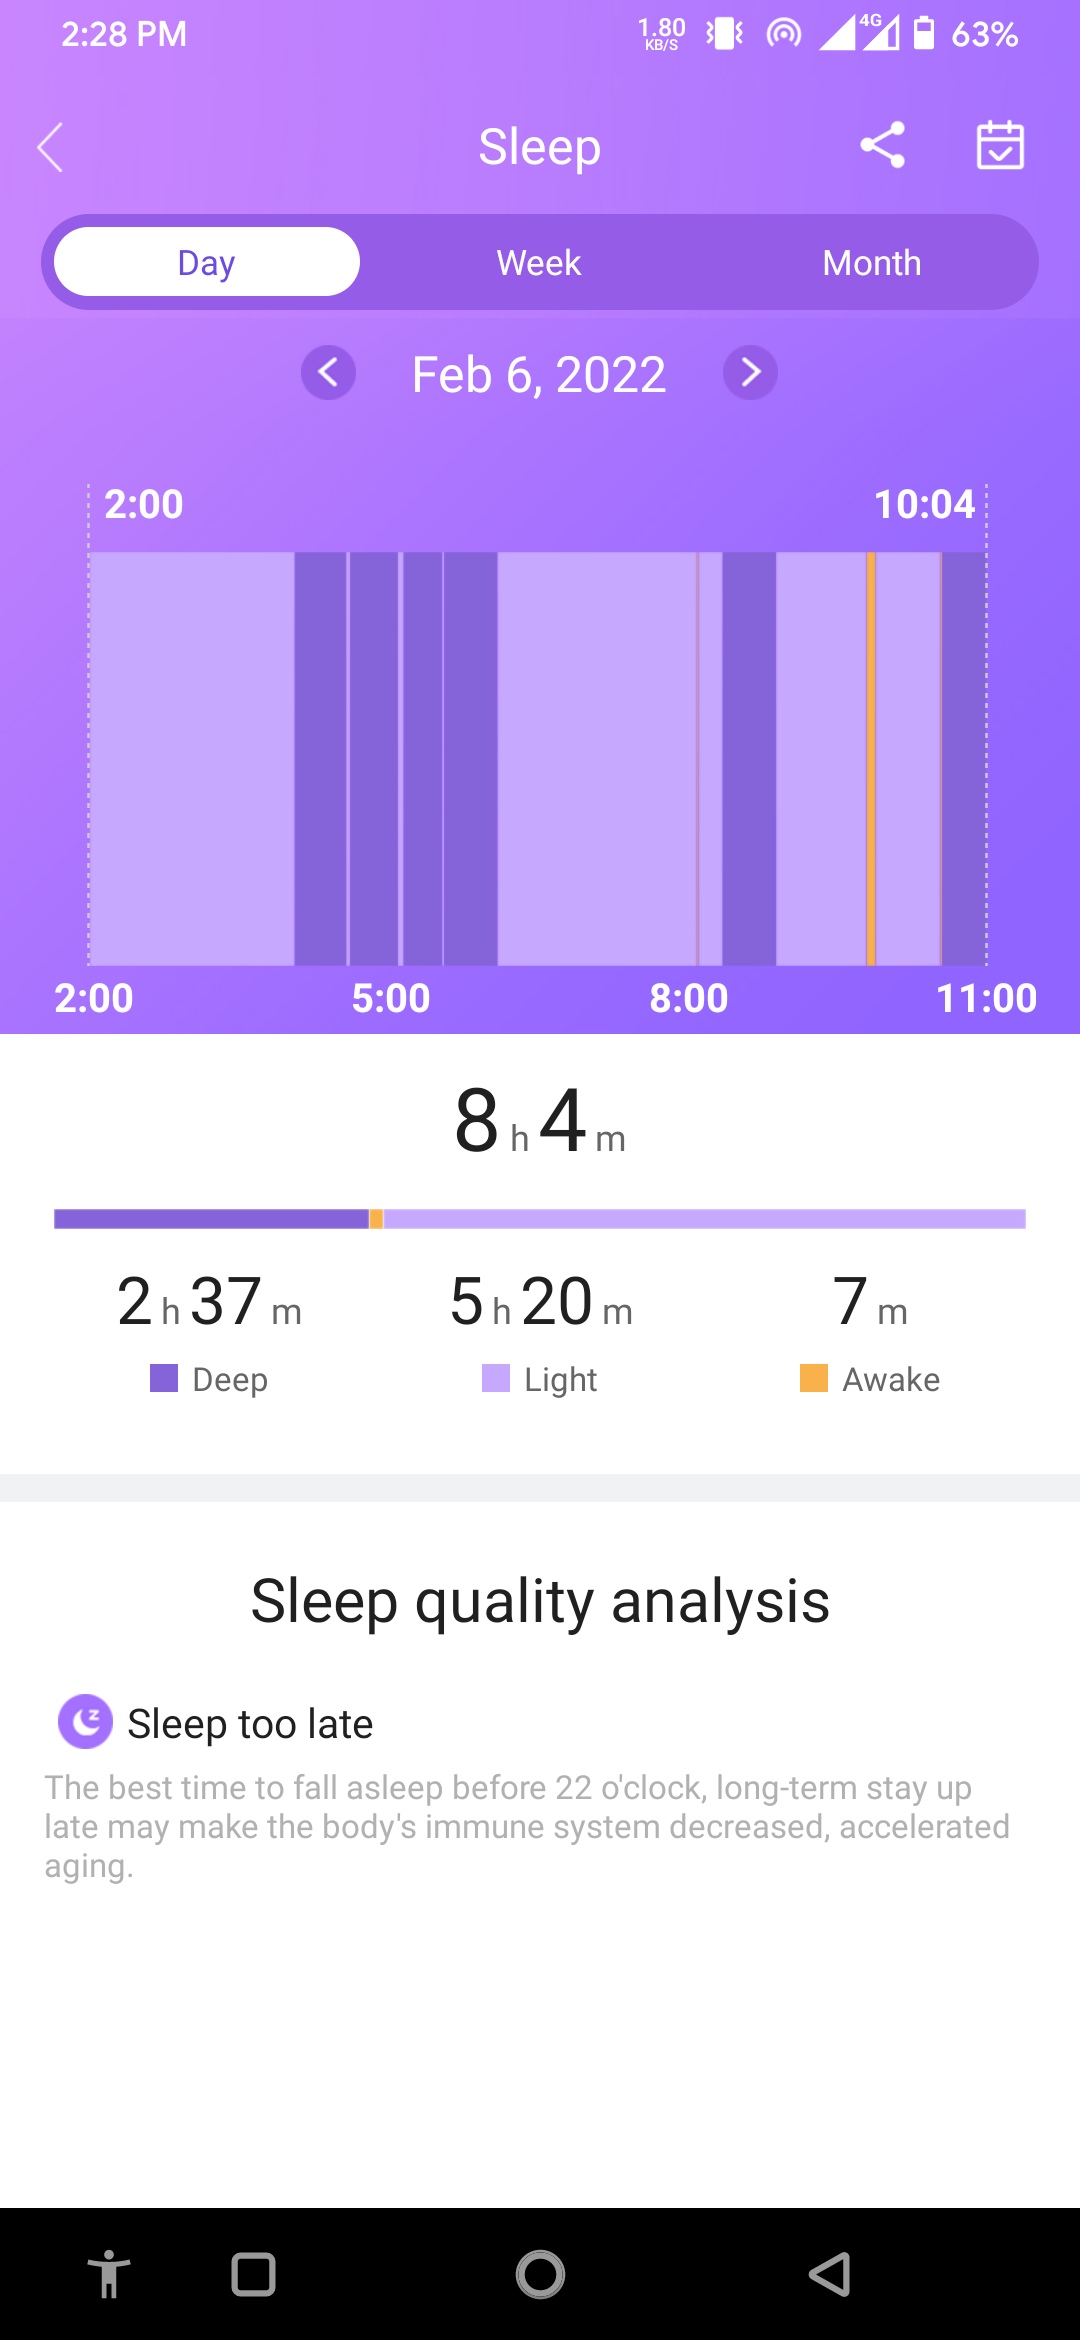 2:28 PM
1.80
KB/S
4G
63%
Sleep
Day
Week
Month
Feb 6, 2022
2:00
10:04
2:00
5:00
8:00
11:00
8 h 4 m
2 h 37 m
5 h 20 m
7 m
Deep
Light
Awake
Sleep quality analysis
z
Sleep too late
The best time to fall asleep before 22 o'clock, long-term stay up
late may make the body's immune system decreased, accelerated
aging.